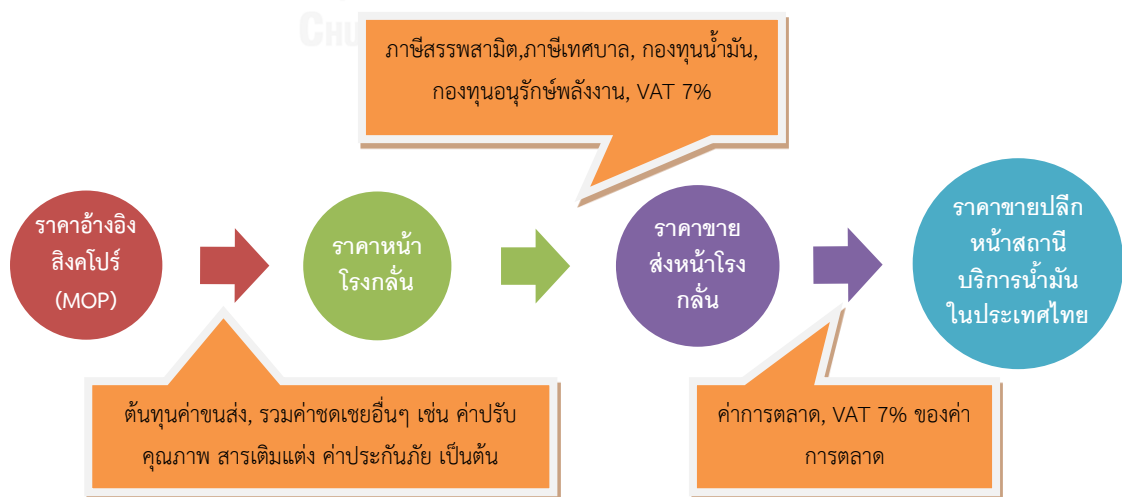 CHU
ภาษีสรรพสามิต,ภาษีเทศบาล, กองทุนน้ำมัน,
กองทุนอนุรักษ์พลังงาน, VAT 7%
ราคาอ้างอิง
สิงคโปร์
(MOP)
ราคาหน้า
โรงกลั่น
ราคาขาย
ส่งหน้าโรง
กลั่น
ราคาขายปลีก
หน้าสถานี
บริการน้ำมัน
ในประเทศไทย
ต้นทุนค่าขนส่ง, รวมค่าชดเชยอื่นๆ เช่น ค่าปรับ
คุณภาพ สารเติมแต่ง ค่าประกันภัย เป็นต้น
ค่าการตลาด, VAT 7% ของค่า
การตลาด